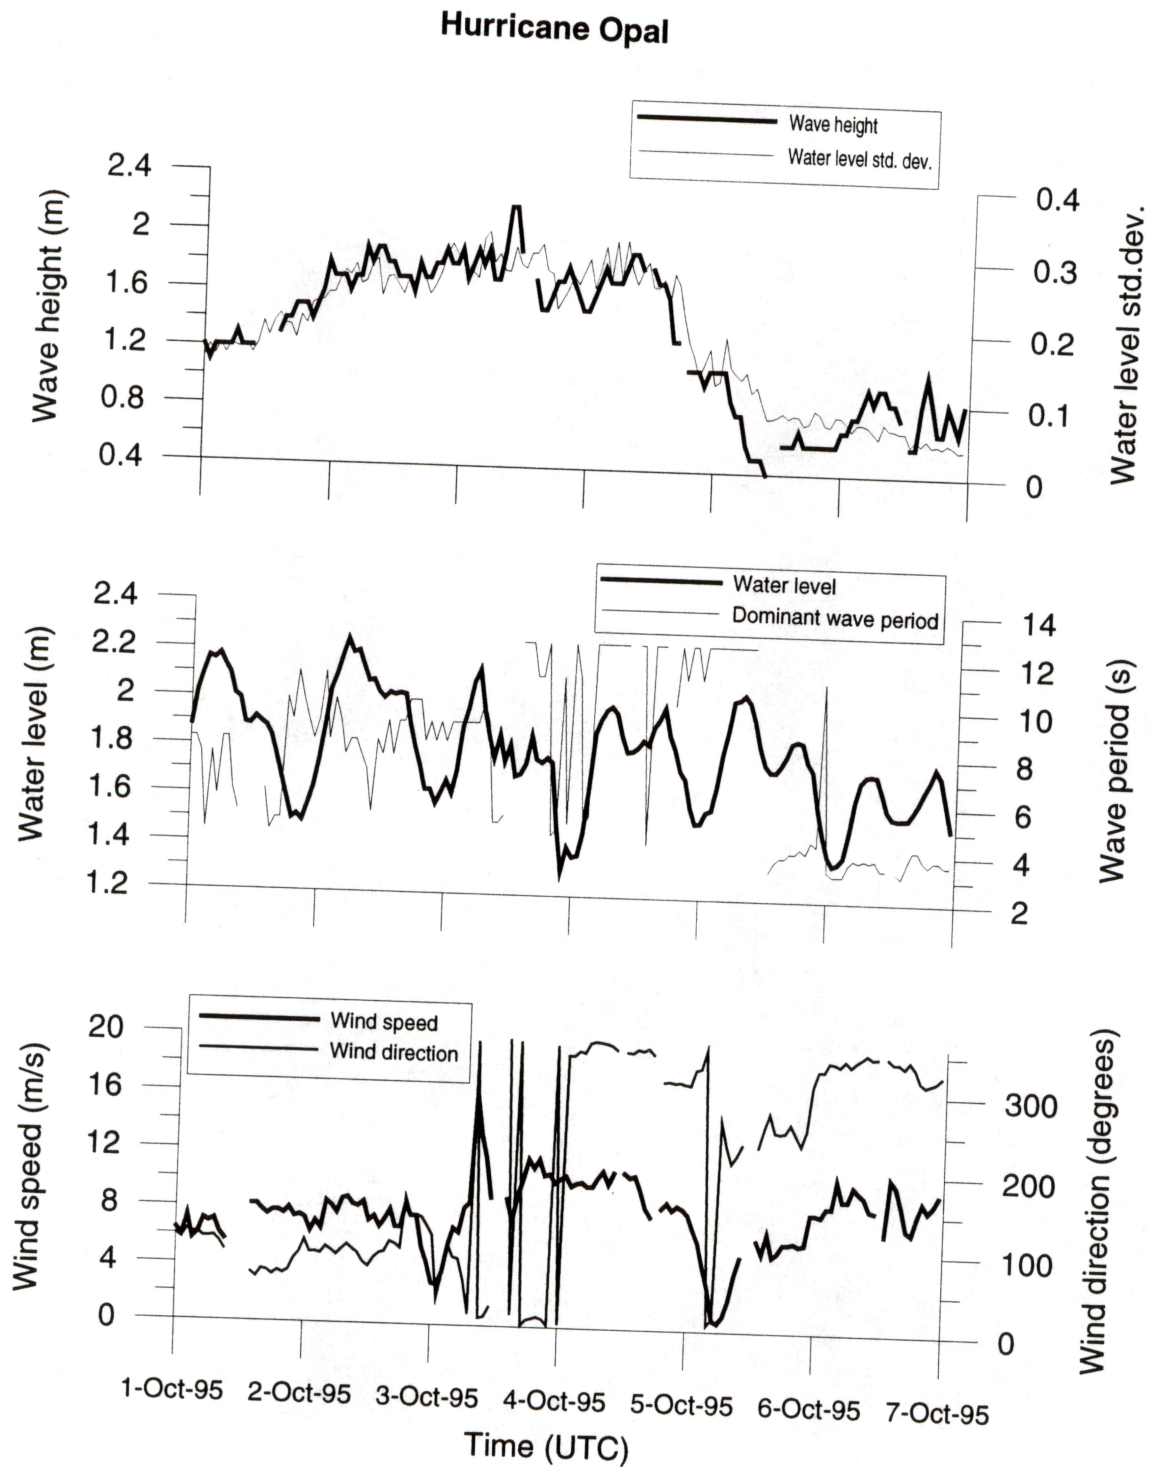 Hurricane Opal
Wave height
Water level std. dev.
Wave height (m)
2.4
2
1.6
1.2
0.8
0.4
0.4
0.3
0.2
0.1
0
Water level std.dev.
Water level
Dominant wave period
Water level (m)
2.4
2.2
2
1.8
1.6
1.4
1.2
14
12
10
8
6
4
2
Wave period (s)
Wind speed
Wind direction
Wind speed (m/s)
20
16
12
8
4
0
300
200
100
0
Wind direction (degrees)
1-Oct-95 2-Oct-95 3-Oct-95 4-Oct-95 5-Oct-95 6-Oct-95 7-Oct-95
Time (UTC)